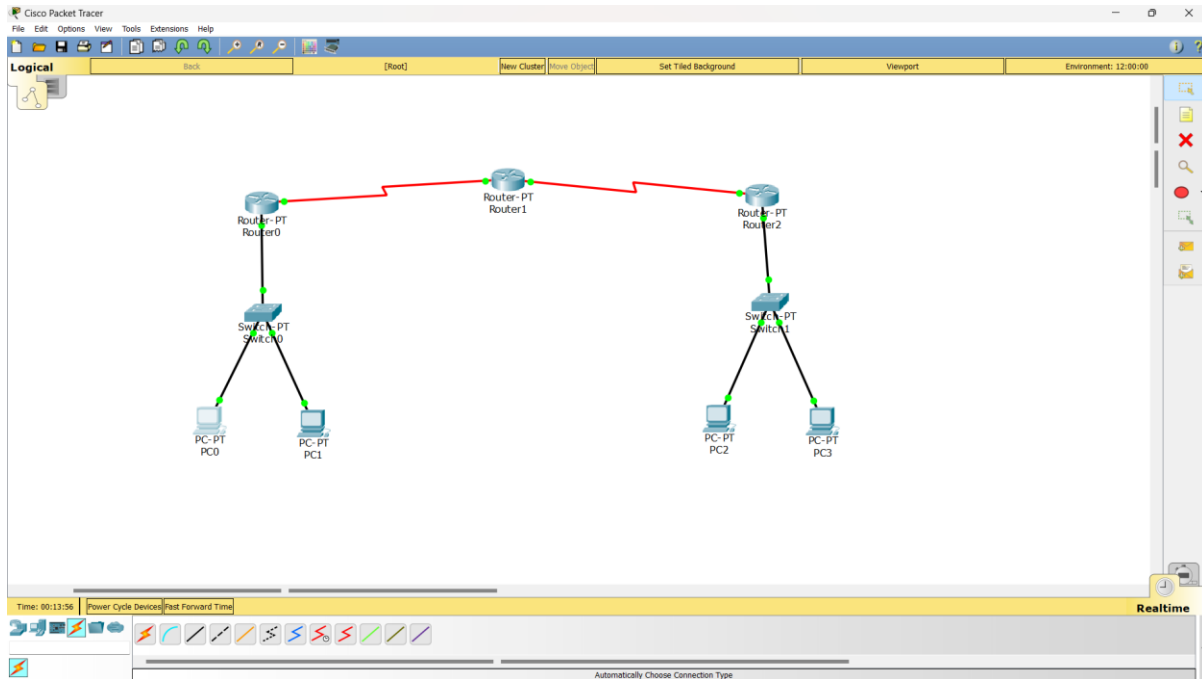 Cisco Packet Tracer
File Edit Options View Tools Extensions Help
Logical Back [Root] New Cluster Move Object Set Tiled Background Viewport Environment: 12:00:00
Router-PT
Router1
Router-PT
Router0
Router-PT
Router2
Switch-PT
Switch0
Switch-PT
Switch1
PC-PT
PC0
PC-PT
PC1
PC-PT
PC2
PC-PT
PC3
Time: 00:13:56 Power Cycle Devices Fast Forward Time Realtime
Automatically Choose Connection Type